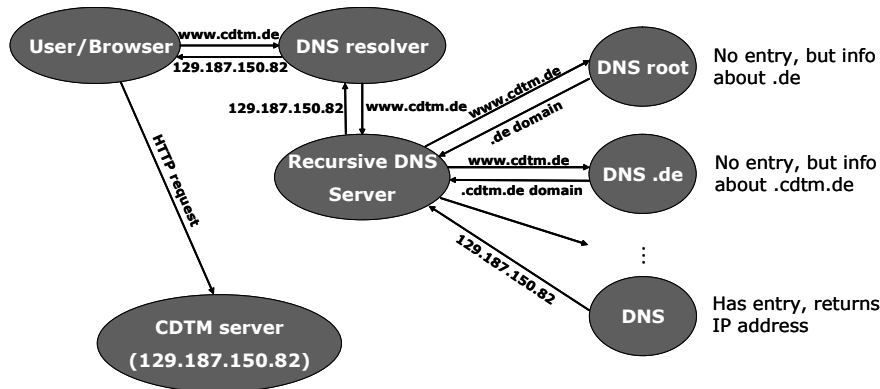 User/Browser
www.cdtm.de
129.187.150.82
DNS resolver
129.187.150.82
www.cdtm.de
www.cdtm.de
.de domain
DNS root
No entry, but info
about .de
HTTP request
Recursive DNS
Server
www.cdtm.de
.cdtm.de domain
DNS .de
No entry, but info
about .cdtm.de
129.187.150.82
...
DNS
Has entry, returns
IP address
CDTM server
(129.187.150.82)